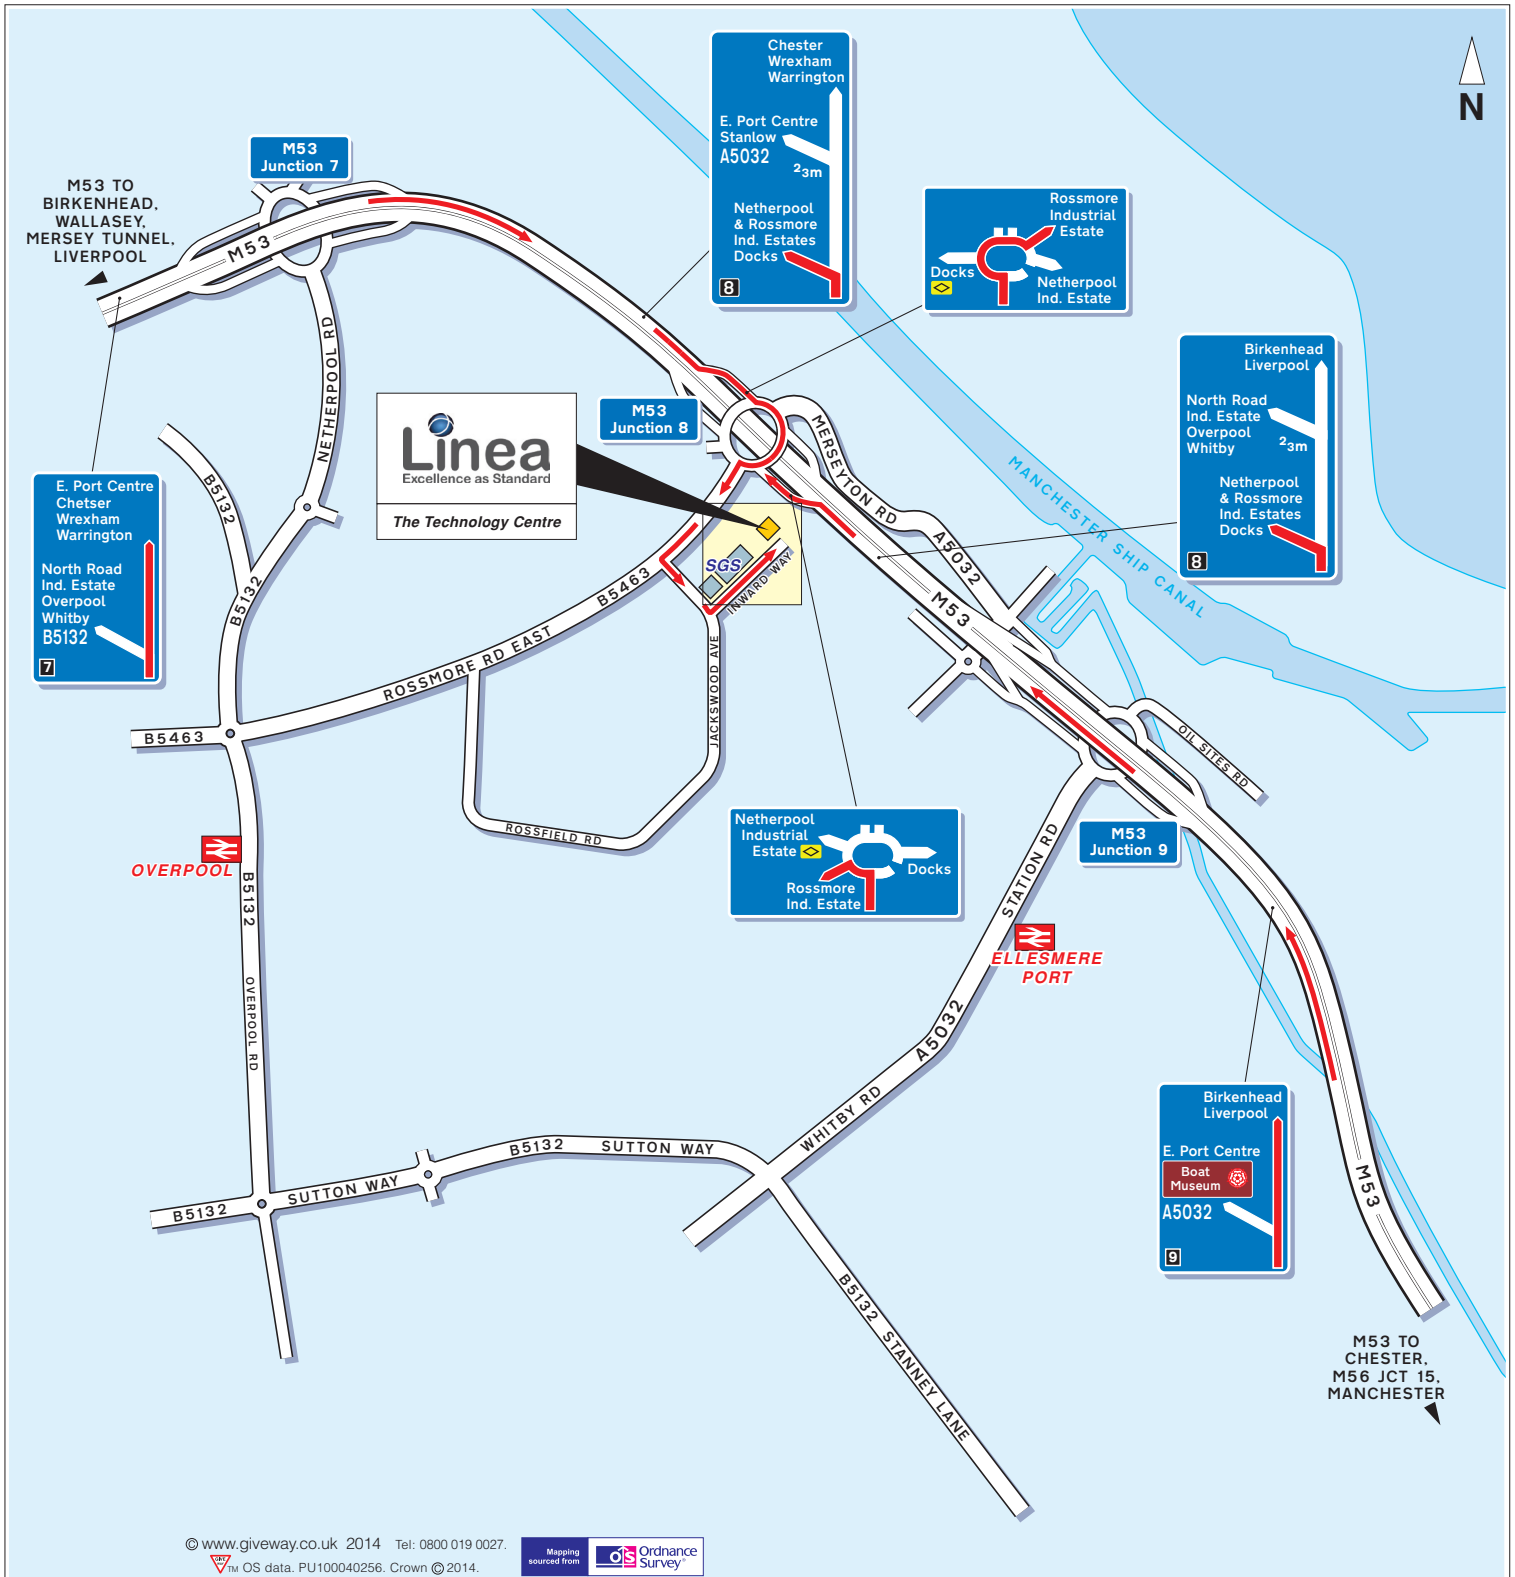 N
Chester
Wrexham
Warrington
E. Port Centre
Stanlow
A5032
23m
Netherpool
& Rossmore
Ind. Estates
Docks
8
M53
Junction 7
M53 TO
BIRKENHEAD,
WALLASEY,
MERSEY TUNNEL,
LIVERPOOL
M53
Rossmore
Industrial
Estate
Docks
Netherpool
Ind. Estate
NETHERPOOL RD
Birkenhead
Liverpool
North Road
Ind. Estate
Overpool
Whitby
23m
Netherpool
& Rossmore
Ind. Estates
Docks
8
M53
Junction 8
Linea
Excellence as Standard
The Technology Centre
MERSEYTON RD
A5032
MANCHESTER SHIP CANAL
B5132
E. Port Centre
Chetser
Wrexham
Warrington
North Road
Ind. Estate
Overpool
Whitby
B5132
7
B5132
SGS
INWARD WAY
B5463
ROSSMORE RD EAST
M53
JACKSWOOD AVE
B5463
OIL SITES RD
ROSSFIELD RD
OVERPOOL
B5132
Netherpool
Industrial
Estate
Docks
Rossmore
Ind. Estate
M53
Junction 9
STATION RD
ELLESMERE
PORT
OVERPOOL RD
A5032
WHITBY RD
Birkenhead
Liverpool
E. Port Centre
Boat
Museum
A5032
9
M53
B5132 SUTTON WAY
SUTTON WAY
B5132
B5132 STANNEY LANE
M53 TO
CHESTER,
M56 JCT 15,
MANCHESTER
© www.giveway.co.uk 2014 Tel: 0800 019 0027.
GIVE WAY TM OS data. PU100040256. Crown © 2014.
Mapping
sourced from
OS Ordnance
Survey®